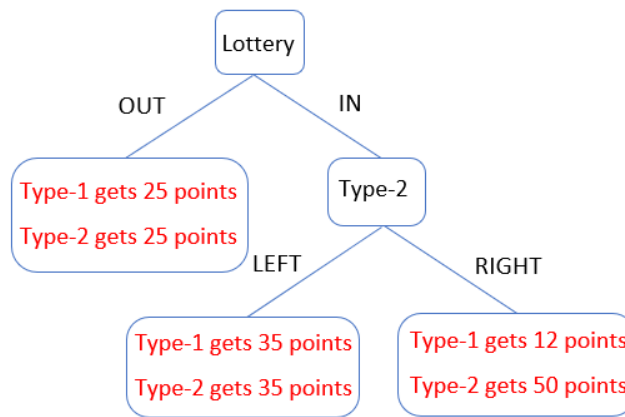 Lottery
OUT
IN
Type-1 gets 25 points
Type-2 gets 25 points
Type-2
LEFT
RIGHT
Type-1 gets 35 points
Type-2 gets 35 points
Type-1 gets 12 points
Type-2 gets 50 points